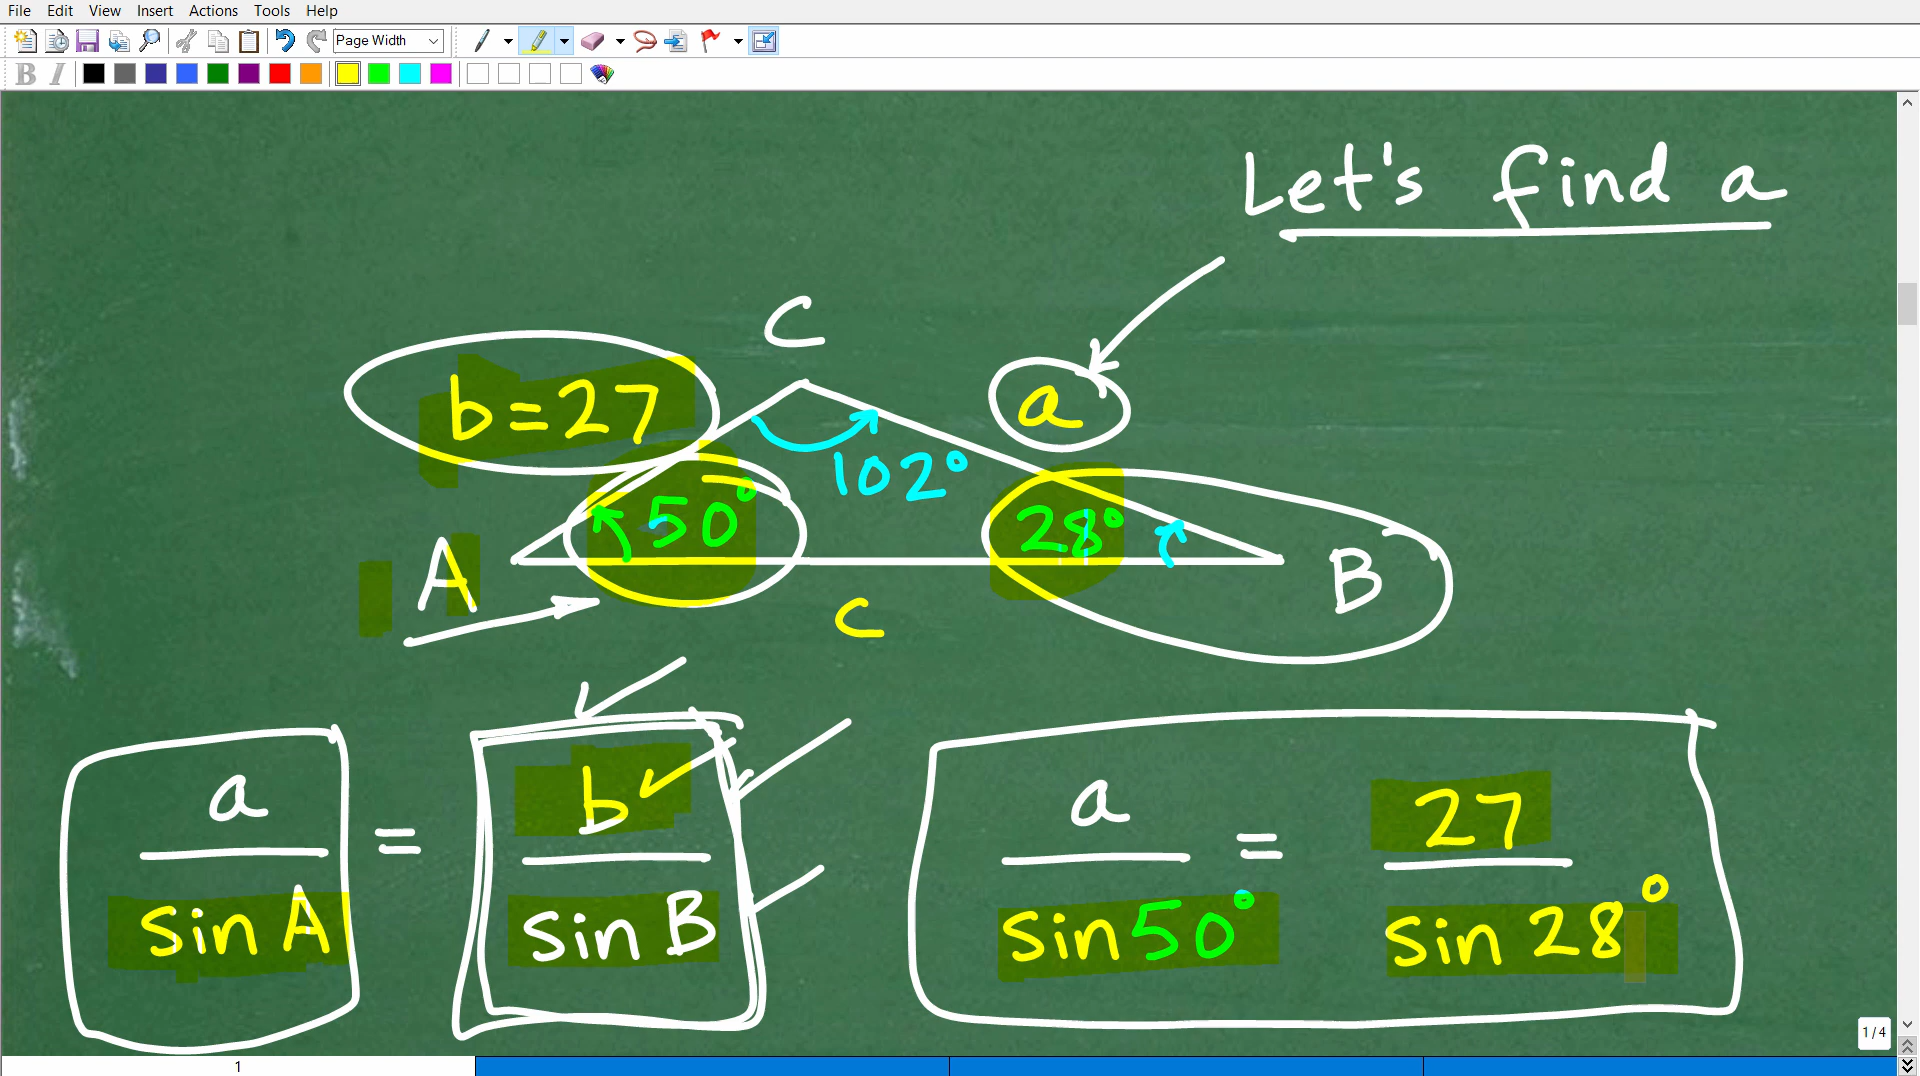 File Edit View Insert Actions Tools Help
Page Width
B I
Let's find a
C
b=27
a
102°
50°
28°
A
B
c
a = b
sin A sin B
a = 27
sin 50° sin 28°
1 / 4
1